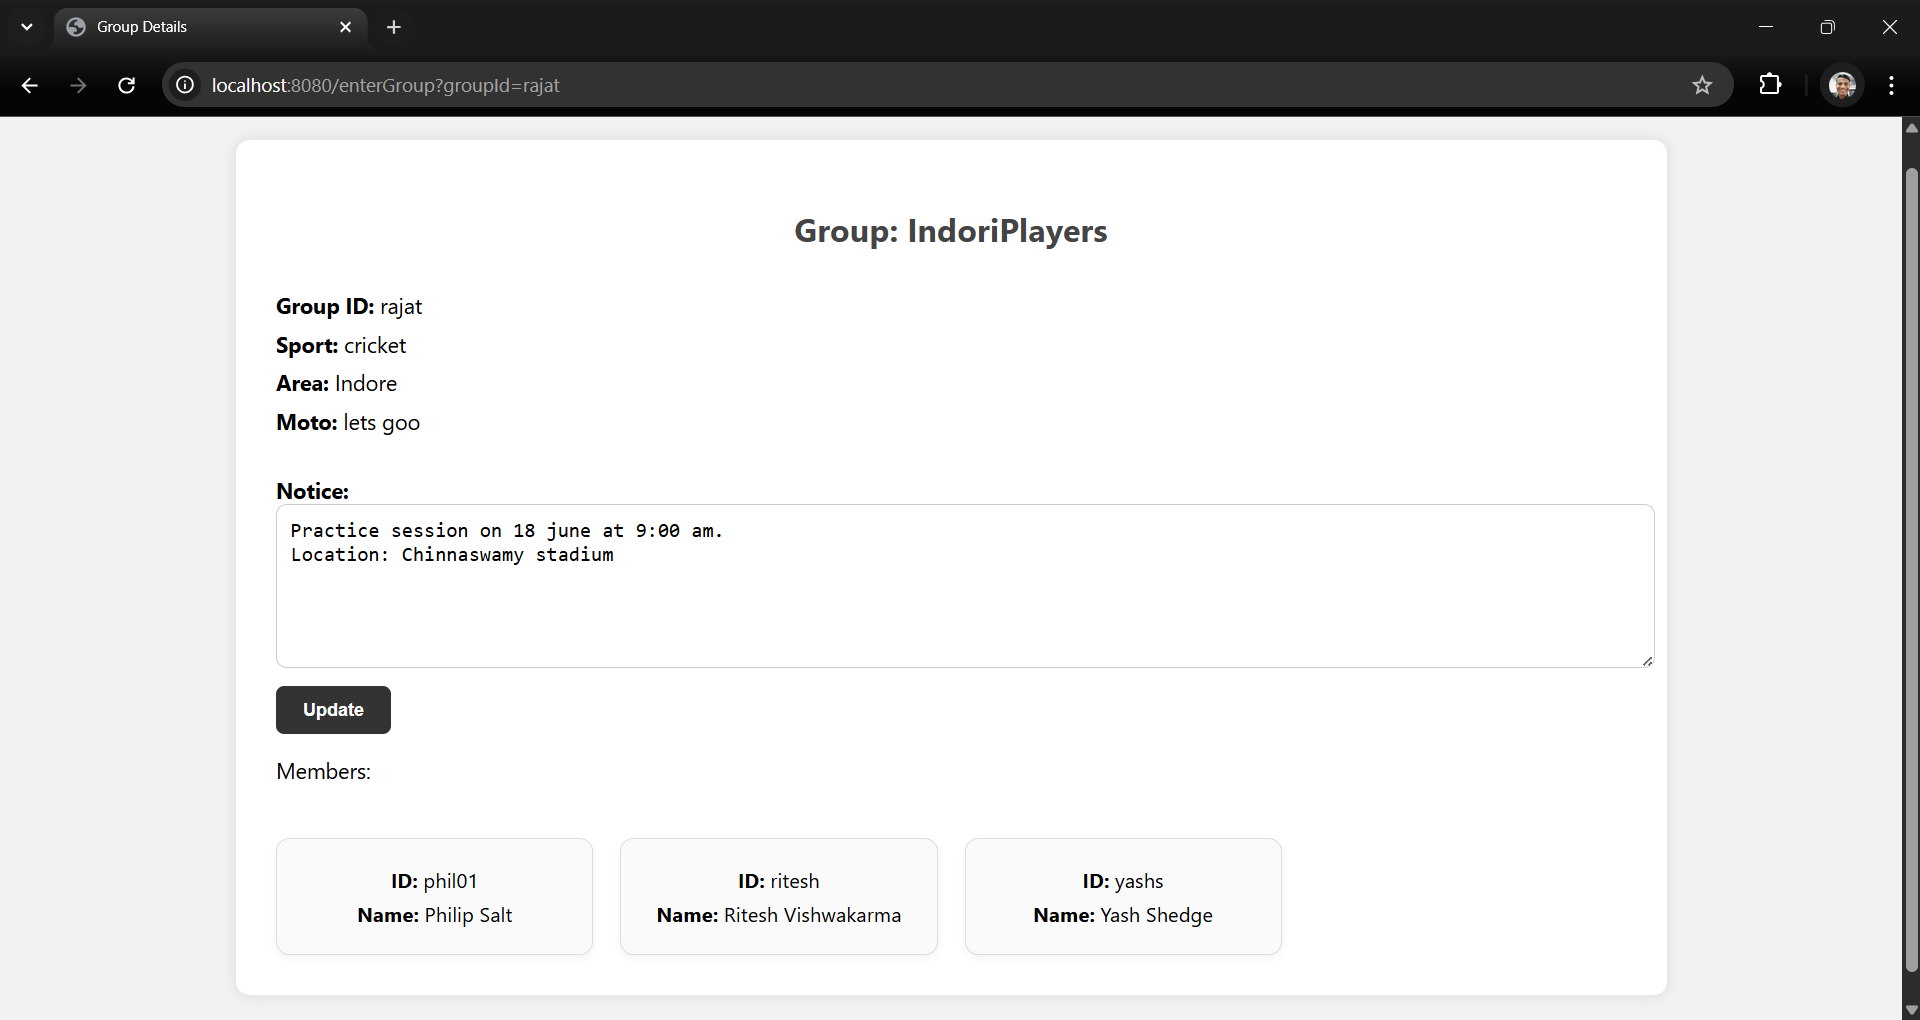 Group Details
localhost:8080/enterGroup?groupId=rajat
Group: IndoriPlayers
Group ID: rajat
Sport: cricket
Area: Indore
Moto: lets goo
Notice:
Practice session on 18 june at 9:00 am.
Location: Chinnaswamy stadium
Update
Members:
ID: phil01
Name: Philip Salt
ID: ritesh
Name: Ritesh Vishwakarma
ID: yashs
Name: Yash Shedge